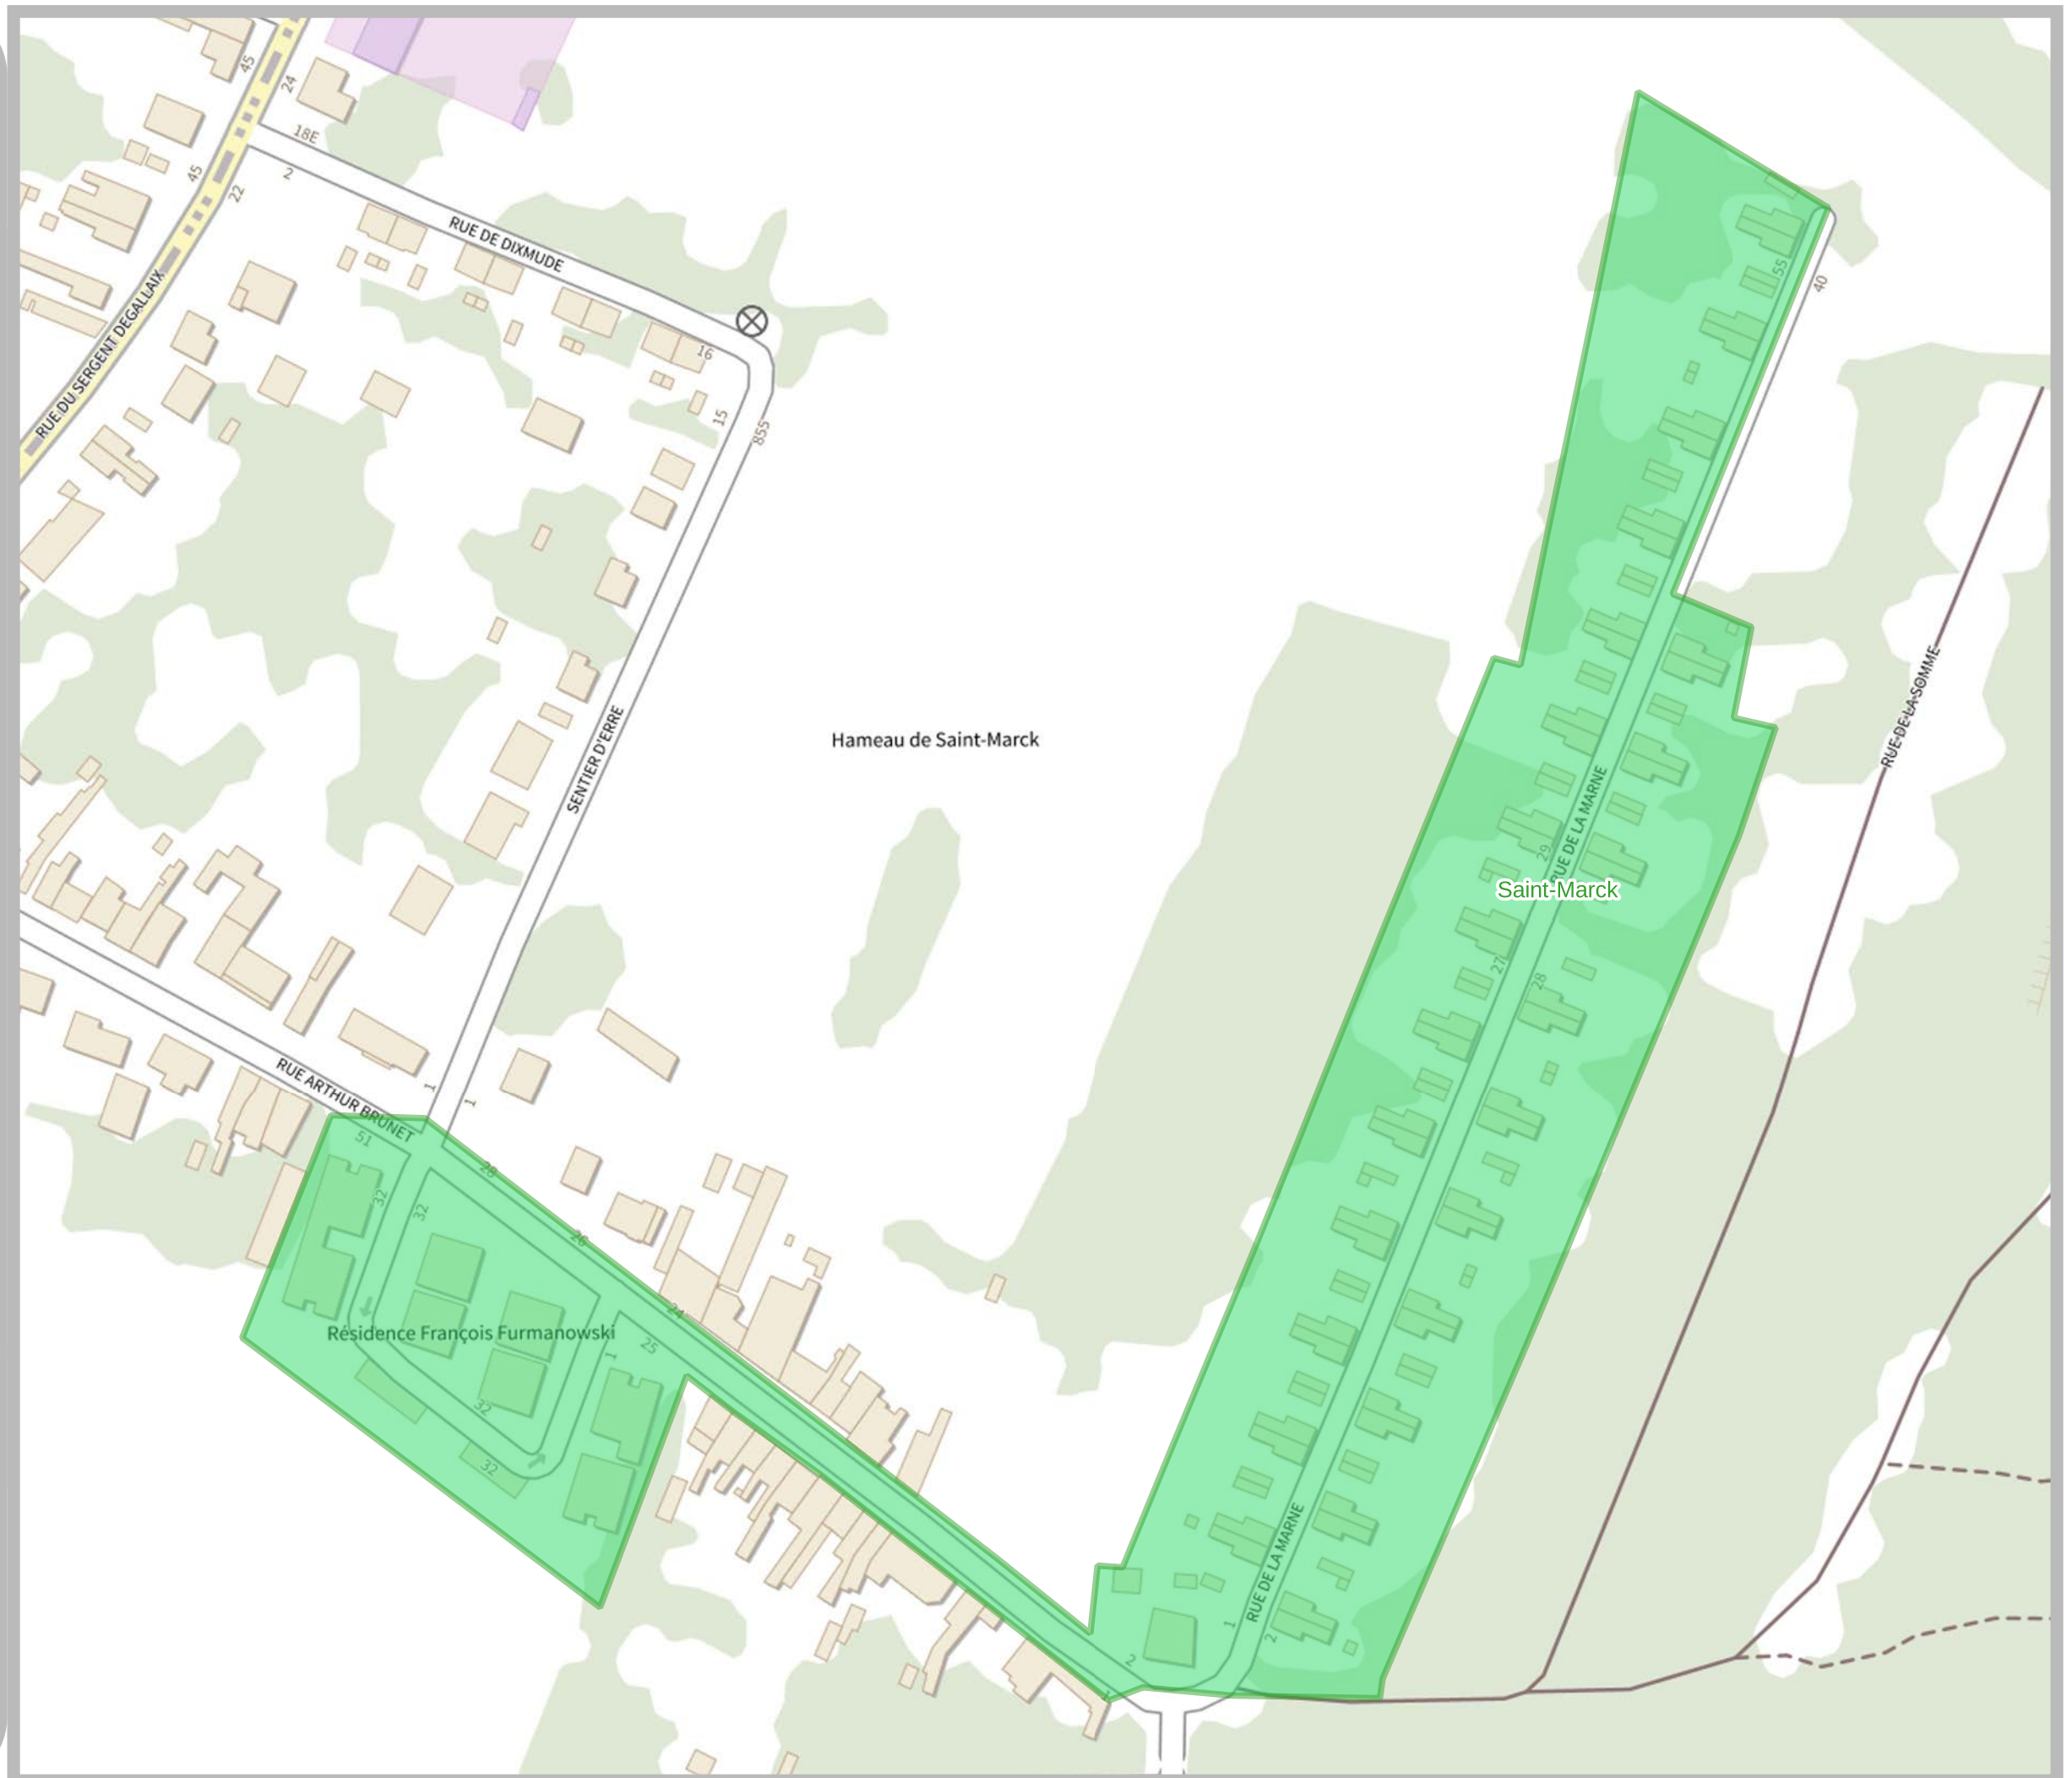 45
24
18E
45
2
22
RUE DE DIXMUDE
55
40
RUE DU SERGENT DEGALLAIX
16
15
855
RUE DE LA SOMME
SENTIER D'ERRE
Hameau de Saint-Marck
RUE DE LA MARNE
29
Saint-Marck
27
28
RUE ARTHUR BRUNET
1
1
51
28
32
32
26
24
Résidence François Furmanowski
25
1
32
32
RUE DE LA MARNE
1
2
2
1